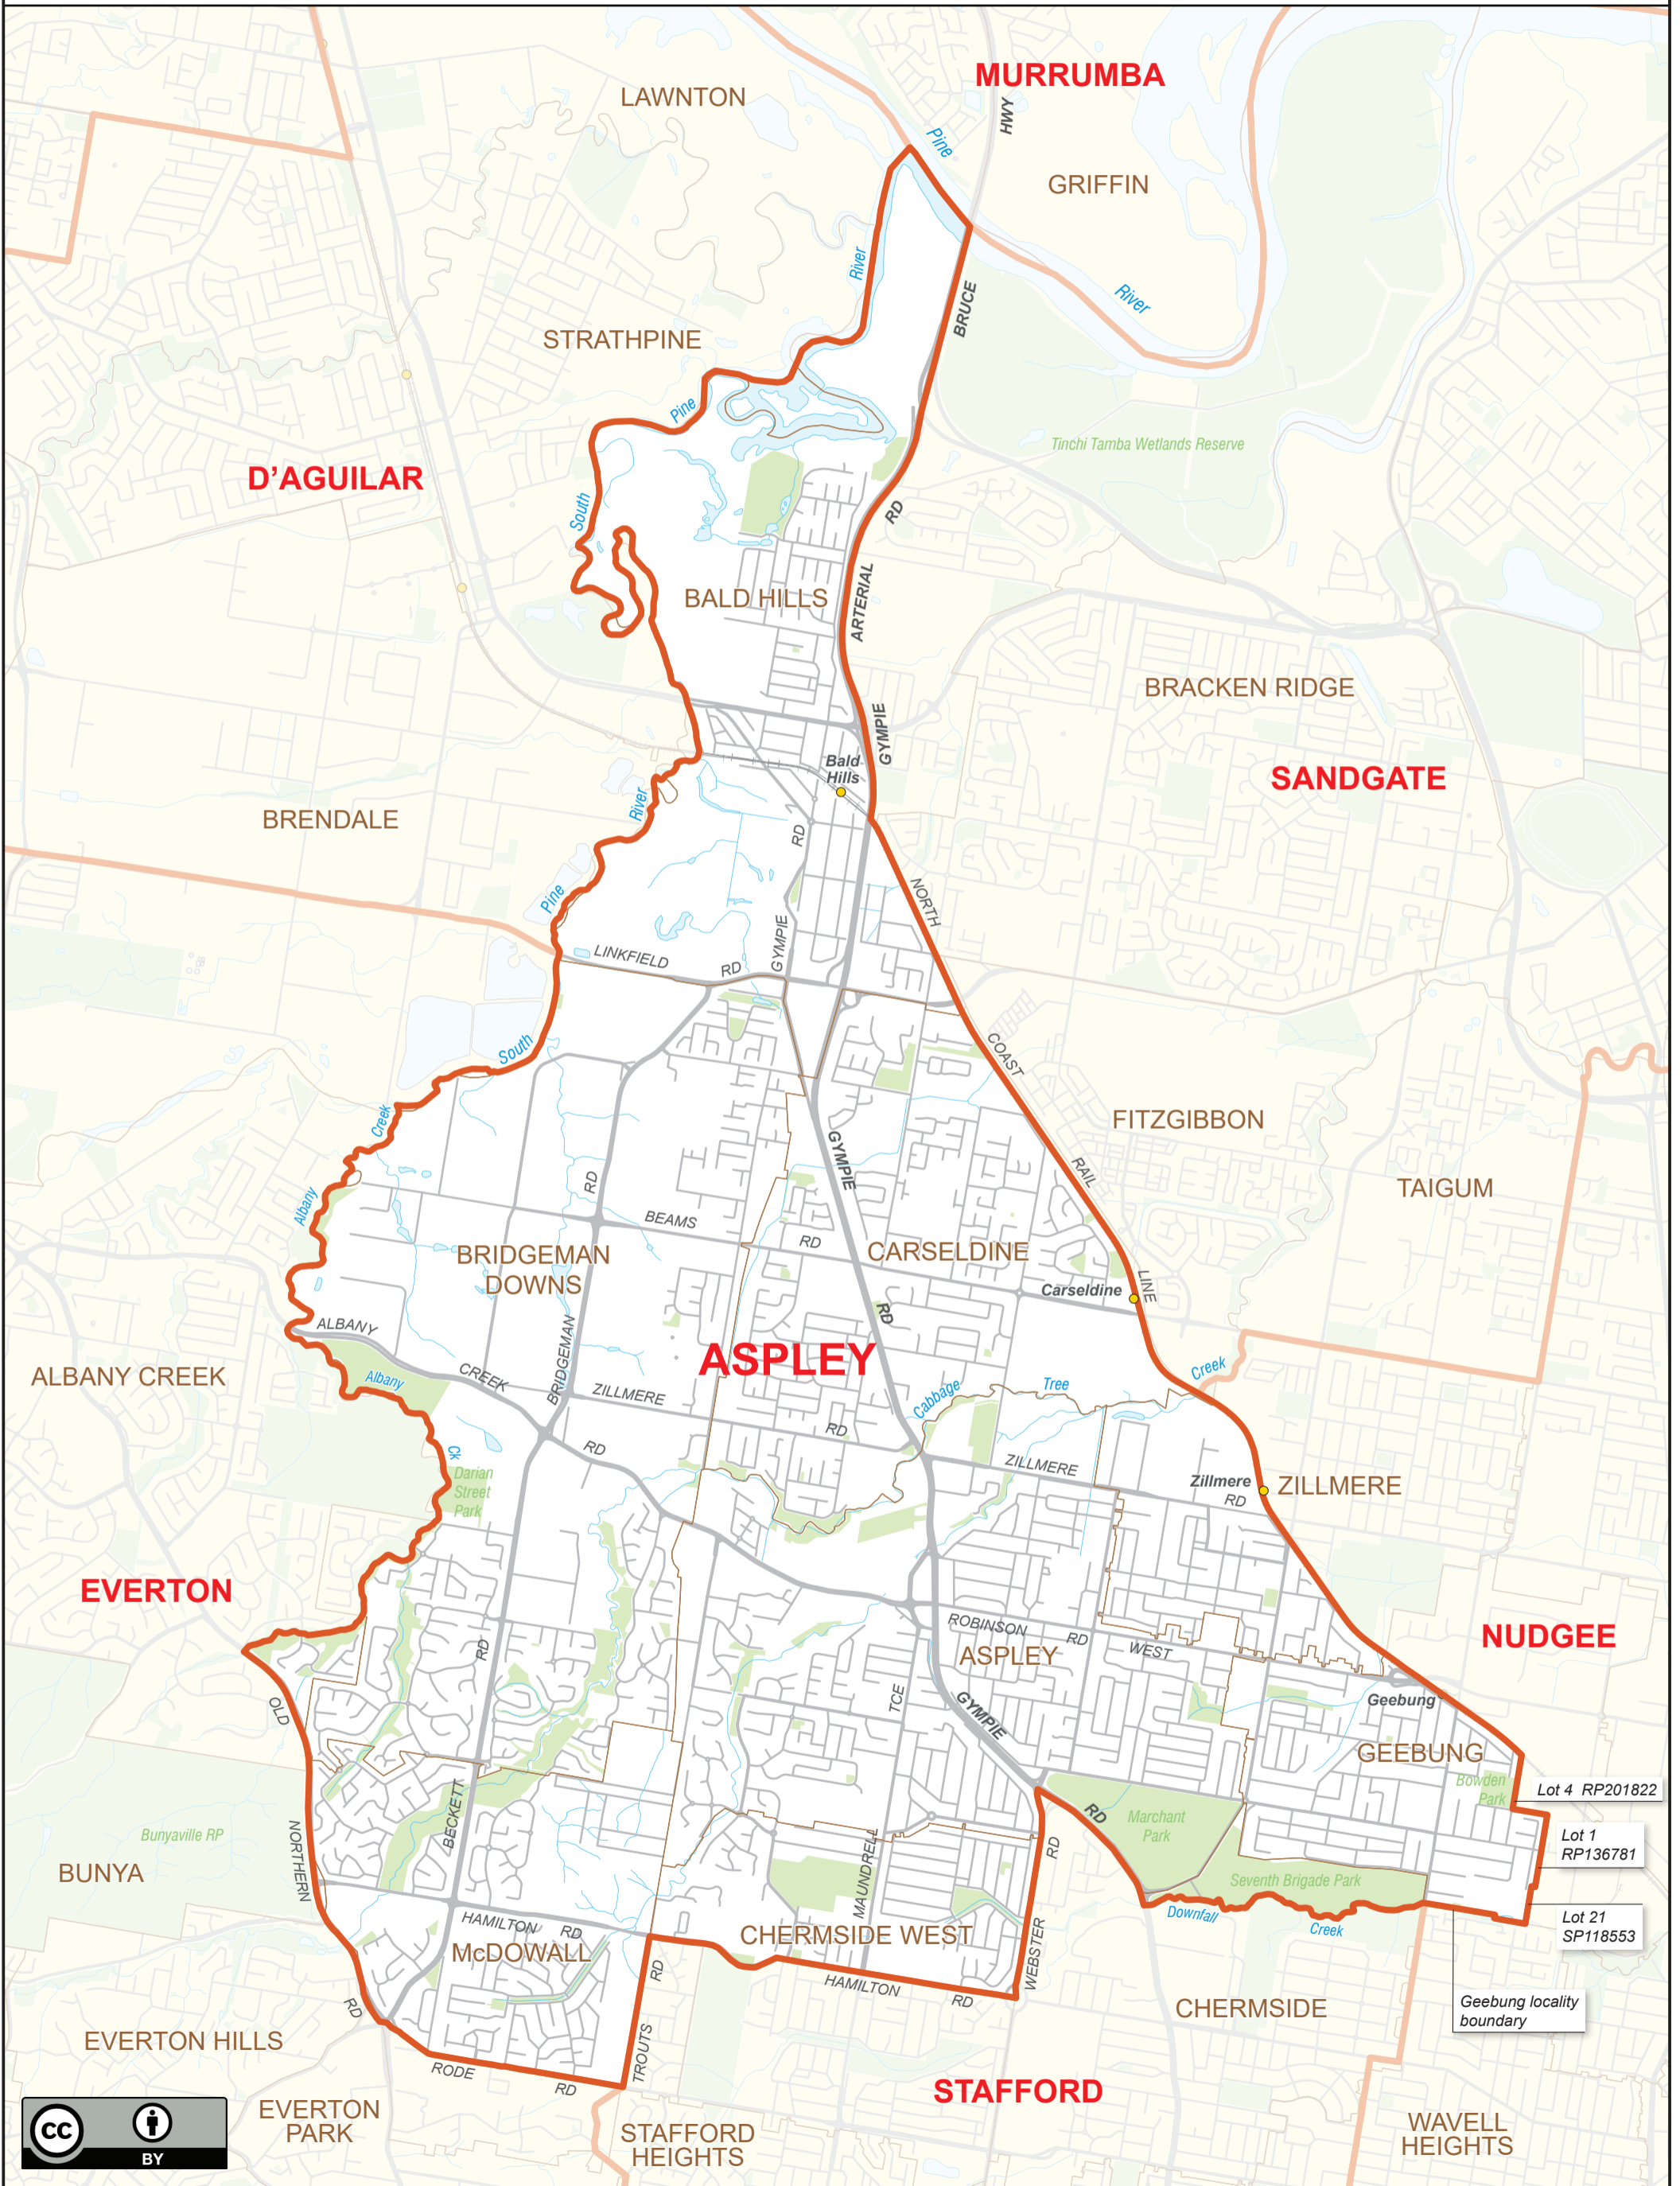 MURRUMBA
LAWNTON
HWY
Pine
GRIFFIN
River
River
BRUCE
STRATHPINE
Pine
Tinchi Tamba Wetlands Reserve
D'AGUILAR
South
RD
BALD HILLS
ARTERIAL
BRACKEN RIDGE
GYMPIE
Bald
Hills
SANDGATE
BRENDALE
River
RD
Pine
NORTH
GYMPIE
LINKFIELD
RD
South
COAST
Creek
FITZGIBBON
GYMPIE
RAIL
Albany
RD
TAIGUM
BEAMS
RD
BRIDGEMAN
DOWNS
CARSELDINE
Carseldine
LINE
ALBANY
RD
BRIDGEMAN
ASPLEY
ALBANY CREEK
Albany
CREEK
ZILLMERE
Cabbage
Tree
Creek
RD
RD
Ck
Darian
Street
Park
ZILLMERE
Zillmere
RD
ZILLMERE
EVERTON
ROBINSON
RD
WEST
NUDGEE
ASPLEY
RD
TCE
GYMPIE
Geebung
OLD
GEEBUNG
Bowden
Park
Lot 4 RP201822
BECKETT
RD
Marchant
Park
Bunyaville RP
NORTHERN
MAUNDRELL
RD
Lot 1
RP136781
BUNYA
Seventh Brigade Park
HAMILTON
RD
CHERMSIDE WEST
Downfall
Creek
Lot 21
SP118553
McDOWALL
WEBSTER
RD
HAMILTON
RD
RD
CHERMSIDE
Geebung locality
boundary
EVERTON HILLS
RODE
RD
TROUTS
STAFFORD
EVERTON
PARK
STAFFORD
HEIGHTS
WAVELL
HEIGHTS
CC
BY